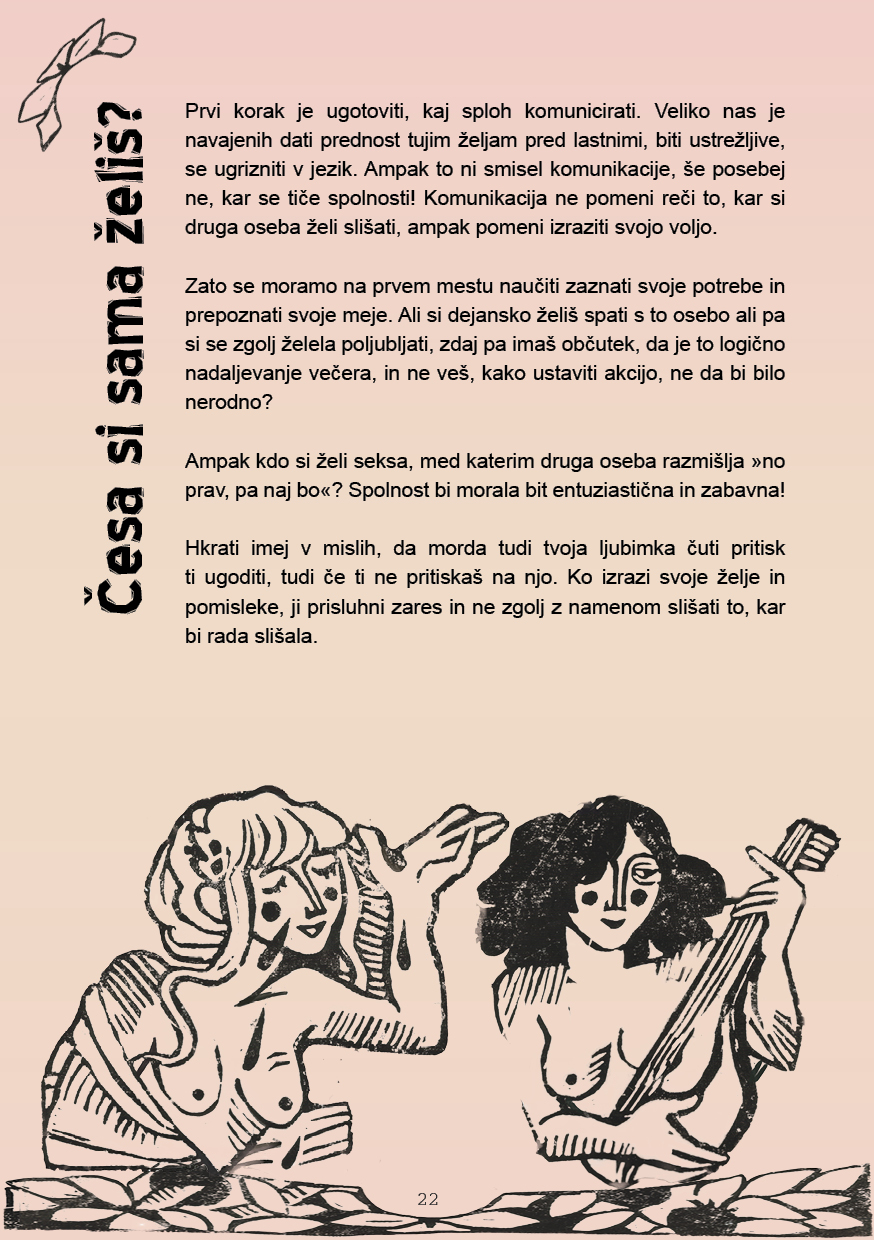 Česa si sama želiš?
Prvi korak je ugotoviti, kaj sploh komunicirati. Veliko nas je
navajenih dati prednost tujim željam pred lastnimi, biti ustrežljive,
se ugrizniti v jezik. Ampak to ni smisel komunikacije, še posebej
ne, kar se tiče spolnosti! Komunikacija ne pomeni reči to, kar si
druga oseba želi slišati, ampak pomeni izraziti svojo voljo.
Zato se moramo na prvem mestu naučiti zaznati svoje potrebe in
prepoznati svoje meje. Ali si dejansko želiš spati s to osebo ali pa
si se zgolj želela poljubljati, zdaj pa imaš občutek, da je to logično
nadaljevanje večera, in ne veš, kako ustaviti akcijo, ne da bi bilo
nerodno?
Ampak kdo si želi seksa, med katerim druga oseba razmišlja »no
prav, pa naj bo«? Spolnost bi morala bit entuziastična in zabavna!
Hkrati imej v mislih, da morda tudi tvoja ljubimka čuti pritisk
ti ugoditi, tudi če ti ne pritiskaš na njo. Ko izrazi svoje želje in
pomisleke, ji prisluhni zares in ne zgolj z namenom slišati to, kar
bi rada slišala.
22